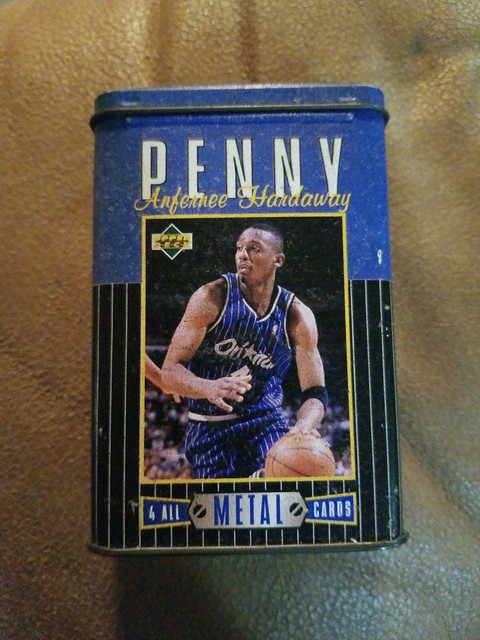 PENNY
Anfernee Hardaway
Orlando
4 ALL METAL CARDS